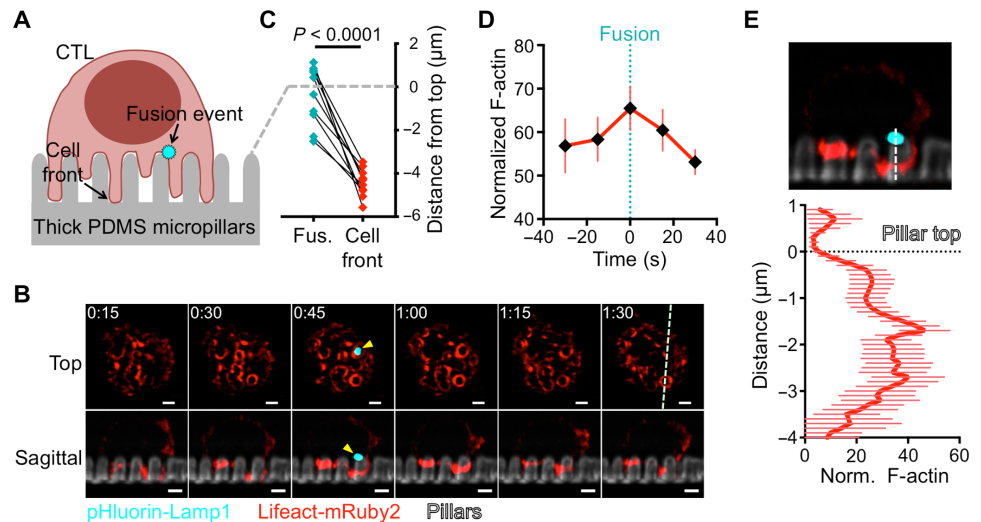 A
CTL
Fusion event
Cell
front
Thick PDMS micropillars
C
P < 0.0001
2
0
−2
−4
−6
Distance from top (μm)
Fus. Cell
front
D
Fusion
80
70
60
50
40
Normalized F-actin
−40 −20 0 20 40
Time (s)
E
1
0
−1
−2
−3
−4
Distance (μm)
Pillar top
0 20 40 60
Norm. F-actin
B
0:15 0:30 0:45 1:00 1:15 1:30
Top
Sagittal
pHluorin-Lamp1 Lifeact-mRuby2 Pillars